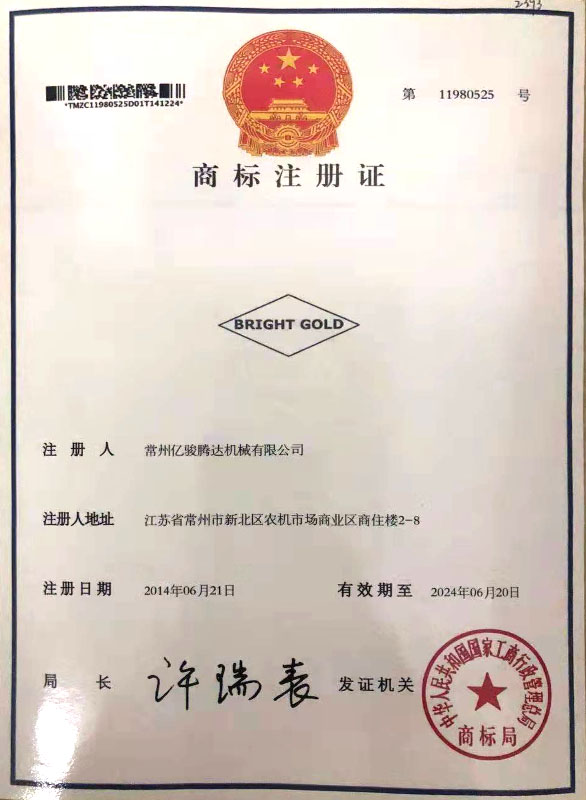 2393
*TMZC11980525D01T141224*
第 11980525 号
商标注册证
BRIGHT GOLD
注册人 常州亿骏腾达机械有限公司
注册人地址 江苏省常州市新北区农机市场商业区商住楼2-8
注册日期 2014年06月21日 有效期至 2024年06月20日
局长 许瑞表 发证机关
中华人民共和国国家工商行政管理总局
商标局